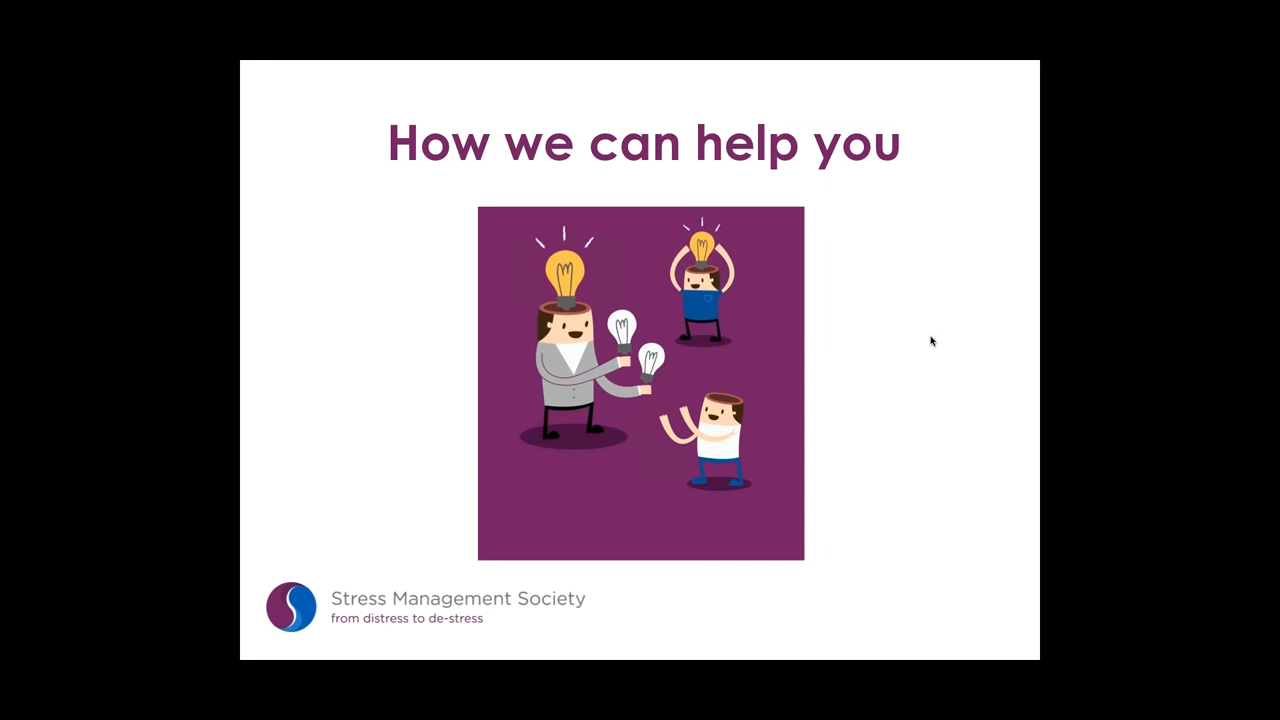 How we can help you
Stress Management Society
from distress to de-stress